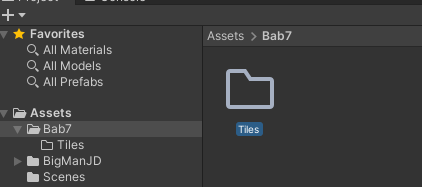 Favorites
All Materials
All Models
All Prefabs
Assets
Bab7
Tiles
BigManJD
Scenes
Assets > Bab7
Tiles